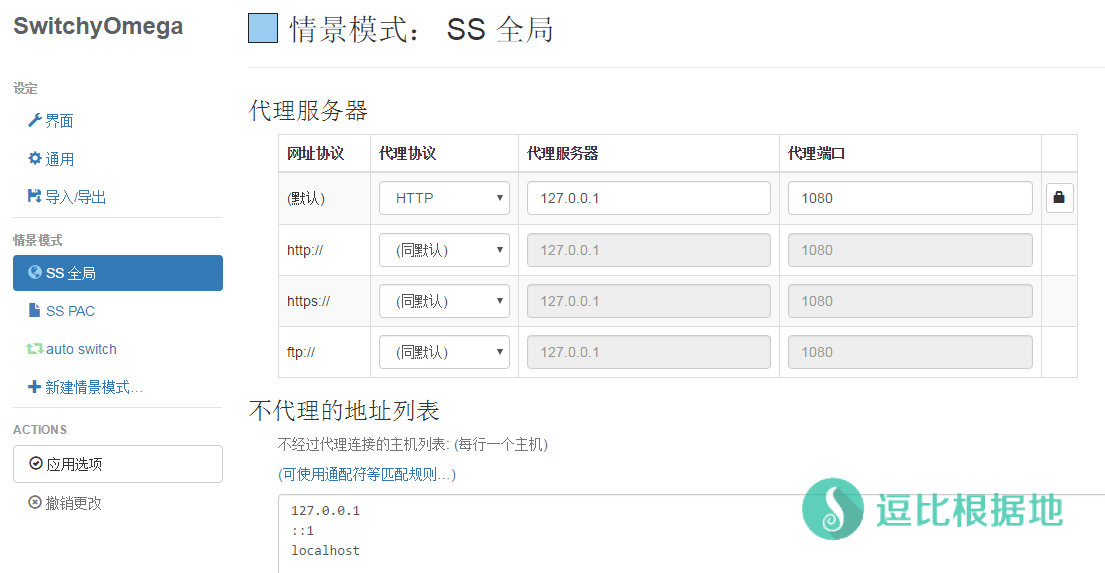 SwitchyOmega
设定
界面
通用
导入/导出
情景模式
SS 全局
SS PAC
auto switch
新建情景模式…
ACTIONS
应用选项
撤销更改
情景模式： SS 全局
代理服务器
网址协议 代理协议 代理服务器 代理端口
(默认) HTTP 127.0.0.1 1080
http:// (同默认) 127.0.0.1 1080
https:// (同默认) 127.0.0.1 1080
ftp:// (同默认) 127.0.0.1 1080
不代理的地址列表
不经过代理连接的主机列表: (每行一个主机)
(可使用通配符等匹配规则…)
127.0.0.1
::1
localhost
逗比根据地